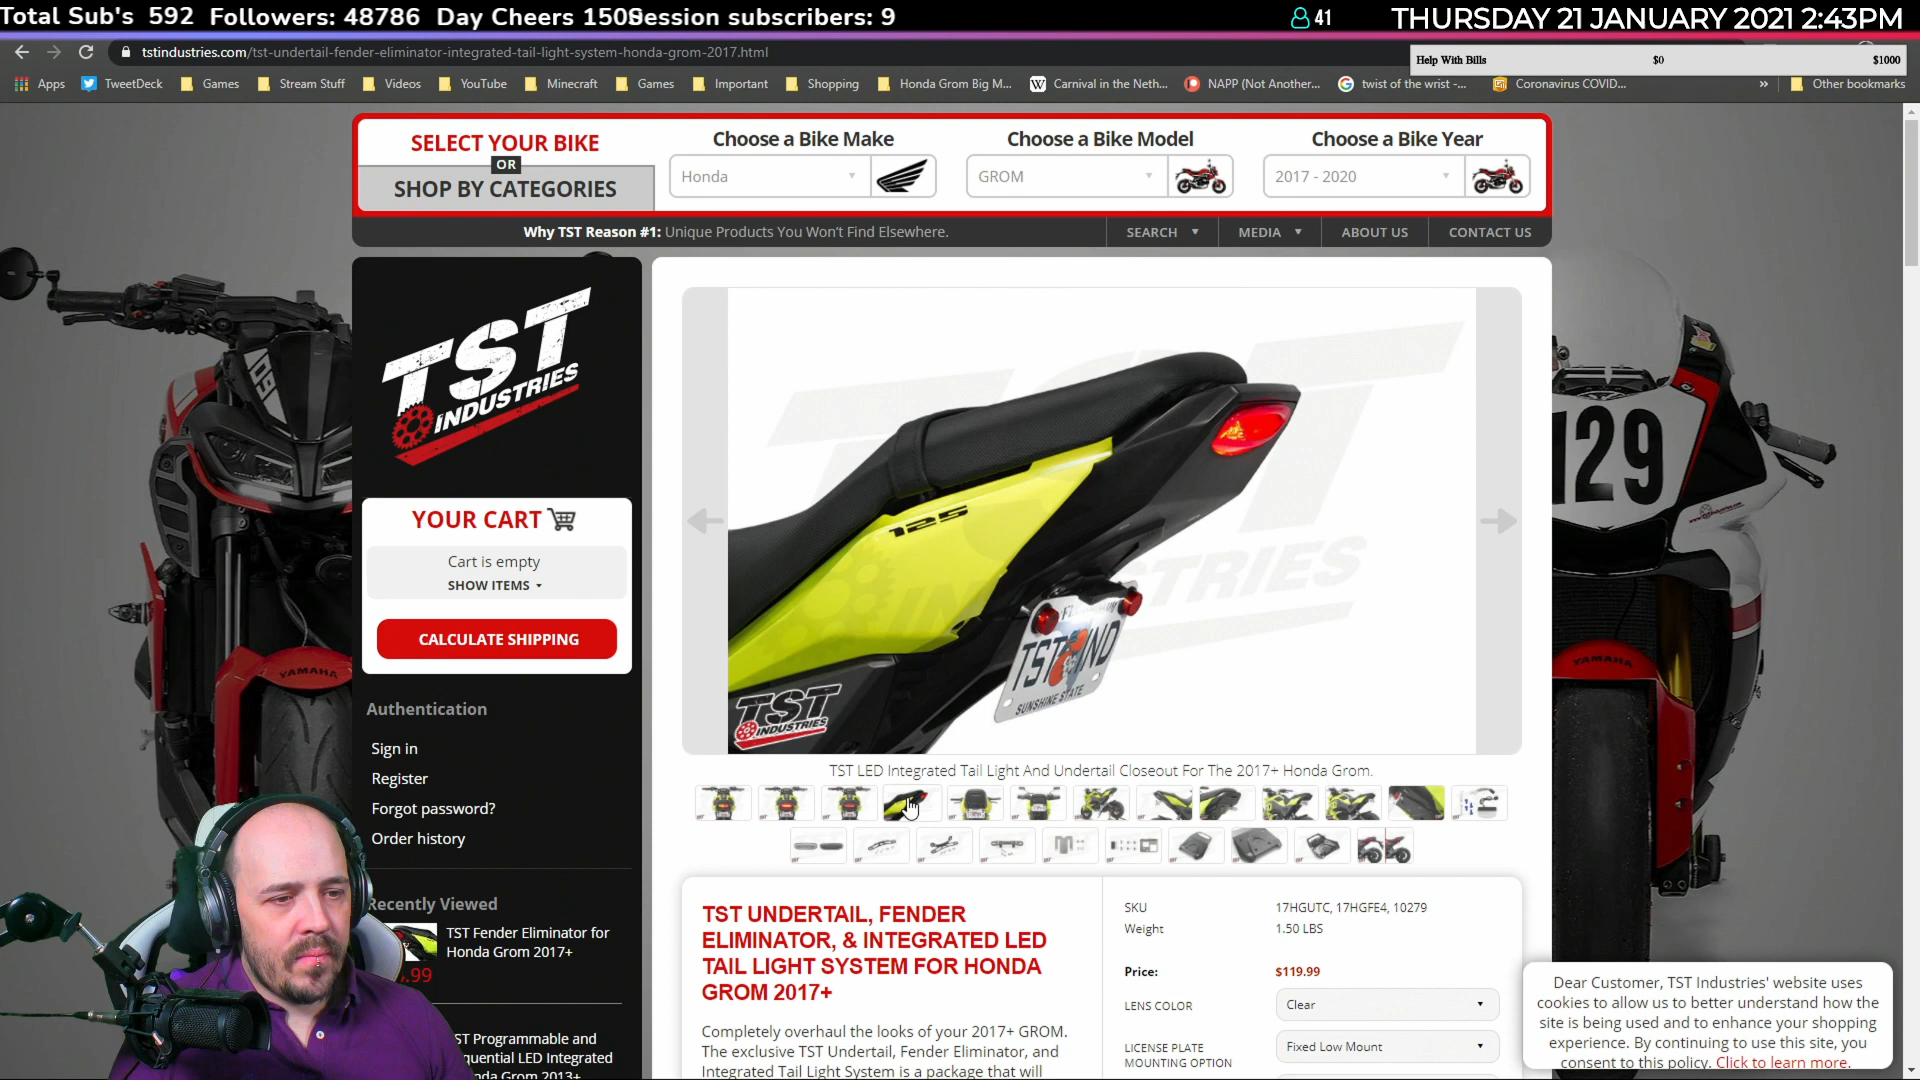 Total Sub's 592 Followers: 48786 Day Cheers 1500 Session subscribers: 9 41 THURSDAY 21 JANUARY 2021 2:43PM
tstindustries.com/tst-undertail-fender-eliminator-integrated-tail-light-system-honda-grom-2017.html
Help With Bills $0 $1000
Apps TweetDeck Games Stream Stuff Videos YouTube Minecraft Games Important Shopping Honda Grom Big M... Carnival in the Neth... NAPP (Not Another... twist of the wrist -... Coronavirus COVID... » Other bookmarks
SELECT YOUR BIKE
OR
SHOP BY CATEGORIES
Choose a Bike Make Choose a Bike Model Choose a Bike Year
Honda GROM 2017 - 2020
Why TST Reason #1: Unique Products You Won't Find Elsewhere.
SEARCH MEDIA ABOUT US CONTACT US
TST
INDUSTRIES
YOUR CART
Cart is empty
SHOW ITEMS
CALCULATE SHIPPING
Authentication
Sign in
Register
Forgot password?
Order history
Recently Viewed
TST Fender Eliminator for
Honda Grom 2017+
.99
ST Programmable and
quential LED Integrated
nda Grom 2013+
109
YAMAHA
129
YAMAHA
125
TST IND
SUNSHINE STATE
TST
INDUSTRIES
TST LED Integrated Tail Light And Undertail Closeout For The 2017+ Honda Grom.
TST UNDERTAIL, FENDER
ELIMINATOR, & INTEGRATED LED
TAIL LIGHT SYSTEM FOR HONDA
GROM 2017+
Completely overhaul the looks of your 2017+ GROM.
The exclusive TST Undertail, Fender Eliminator, and
Integrated Tail Light System is a package that will
SKU 17HGUTC, 17HGFE4, 10279
Weight 1.50 LBS
Price: $119.99
LENS COLOR Clear
LICENSE PLATE
MOUNTING OPTION Fixed Low Mount
Dear Customer, TST Industries' website uses
cookies to allow us to better understand how the
site is being used and to enhance your shopping
experience. By continuing to use this site, you
consent to this policy. Click to learn more.